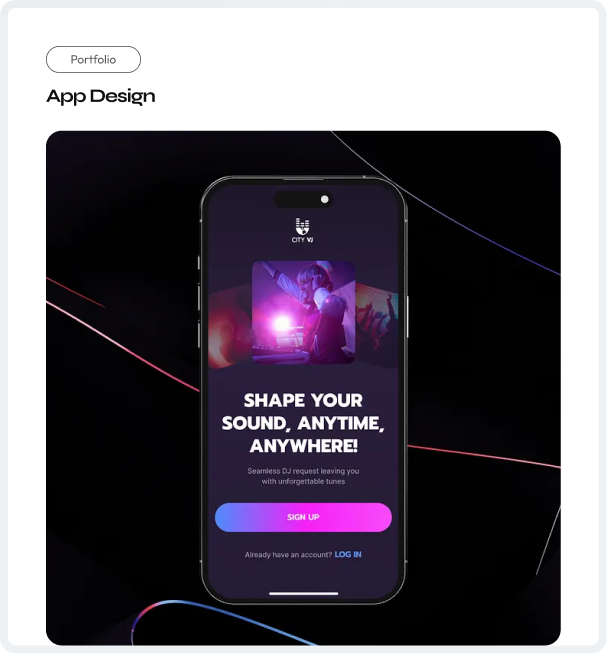 Portfolio
App Design
CITY VJ
SHAPE YOUR
SOUND, ANYTIME,
ANYWHERE!
Seamless DJ request leaving you
with unforgettable tunes
SIGN UP
Already have an account? LOG IN